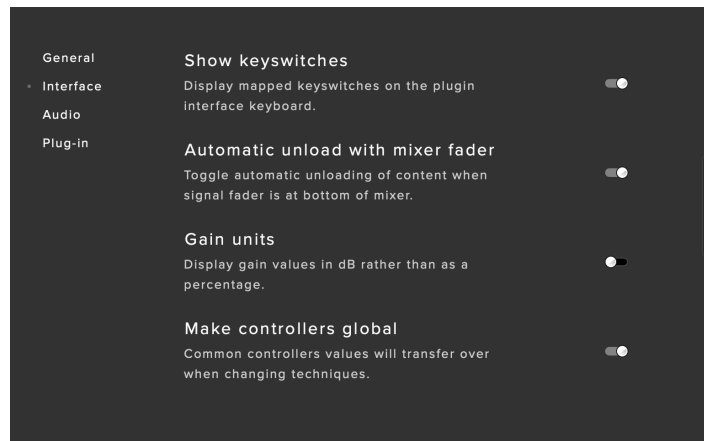 General
Interface
Audio
Plug-in
Show keyswitches
Display mapped keyswitches on the plugin
interface keyboard.
Automatic unload with mixer fader
Toggle automatic unloading of content when
signal fader is at bottom of mixer.
Gain units
Display gain values in dB rather than as a
percentage.
Make controllers global
Common controllers values will transfer over
when changing techniques.